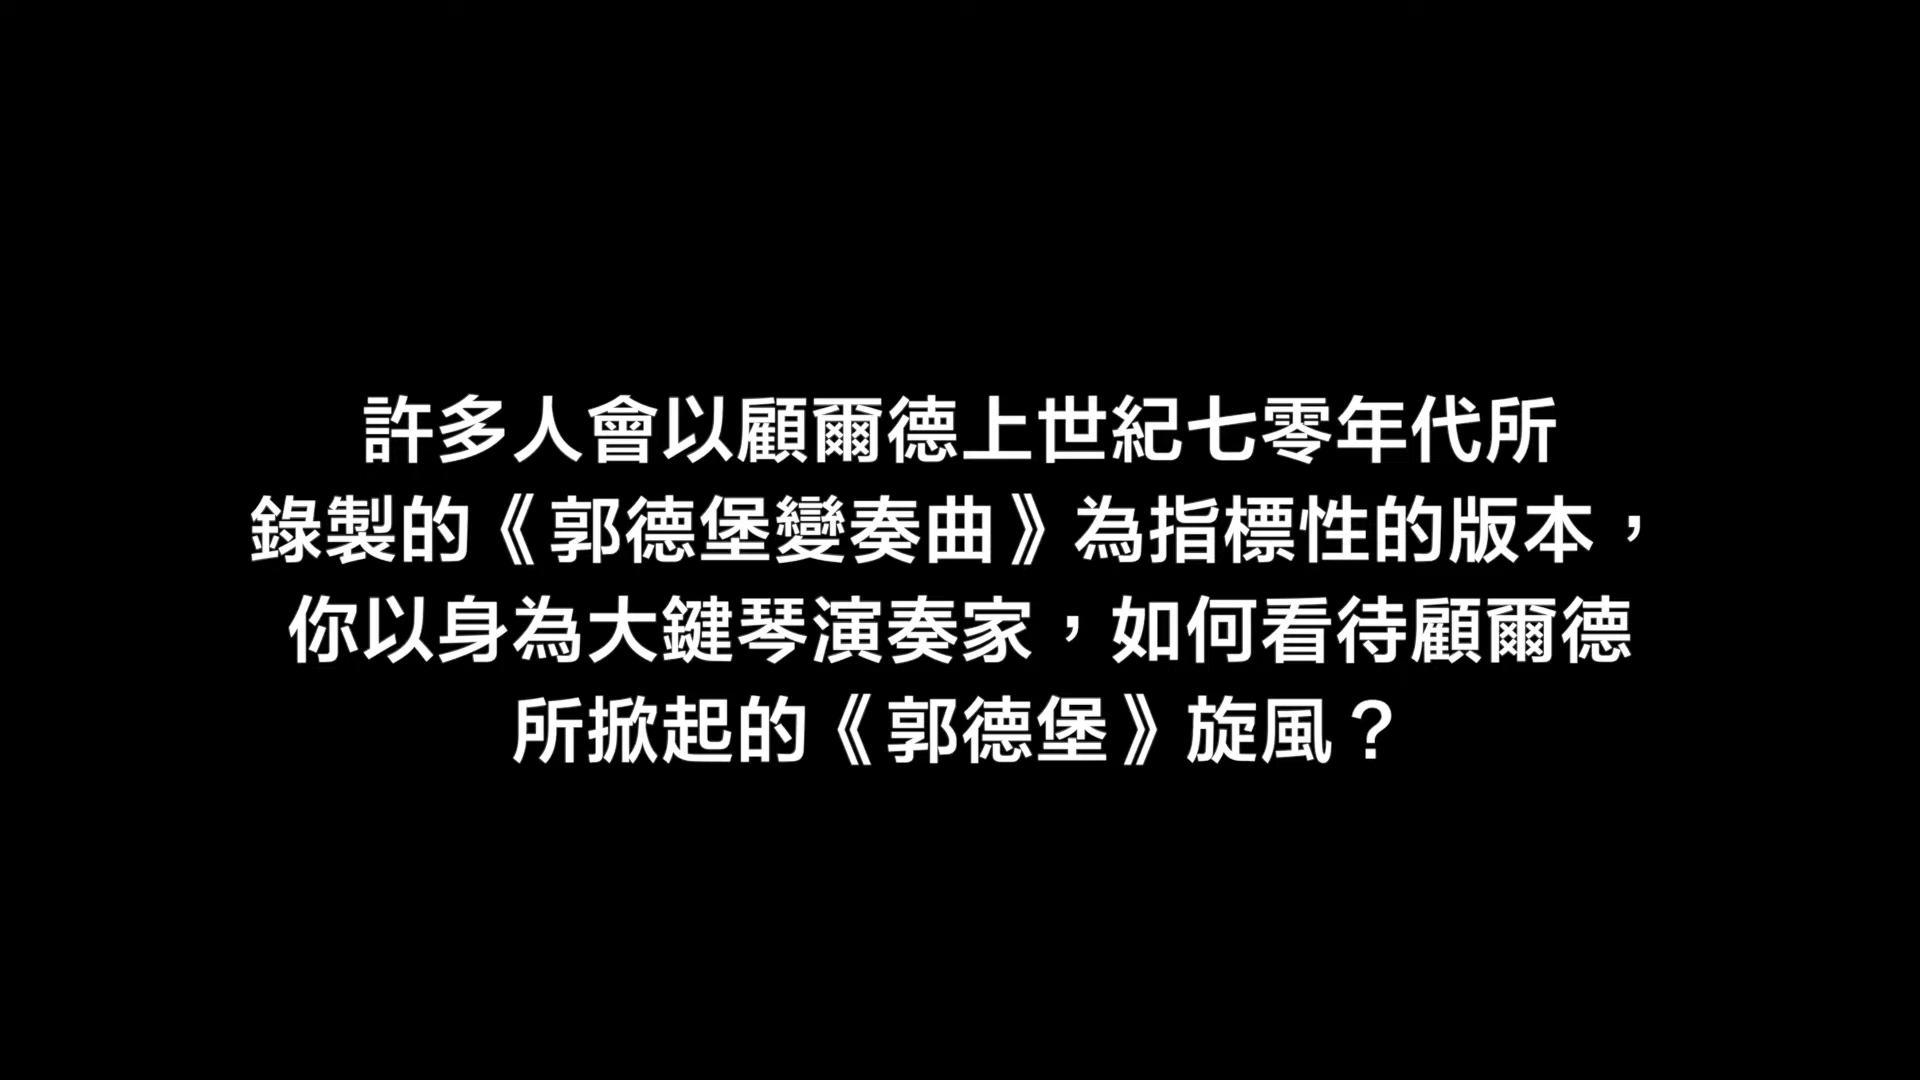 許多人會以顧爾德上世紀七零年代所
錄製的《郭德堡變奏曲》為指標性的版本，
你以身為大鍵琴演奏家，如何看待顧爾德
所掀起的《郭德堡》旋風？